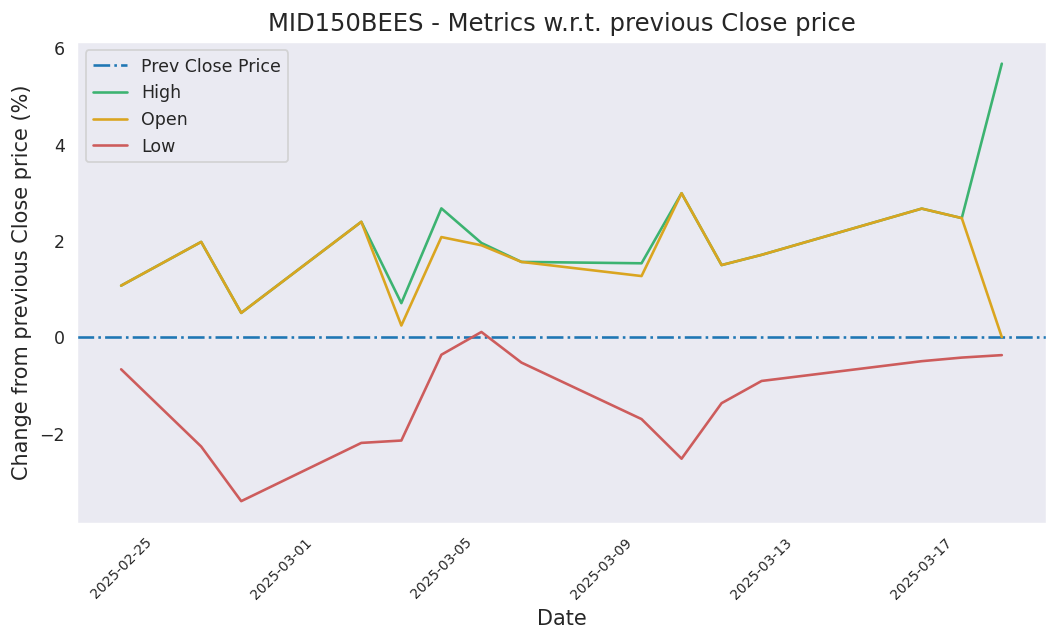 MID150BEES - Metrics w.r.t. previous Close price
Change from previous Close price (%)
6
4
2
0
−2
Prev Close Price
High
Open
Low
2025-02-25
2025-03-01
2025-03-05
2025-03-09
2025-03-13
2025-03-17
Date